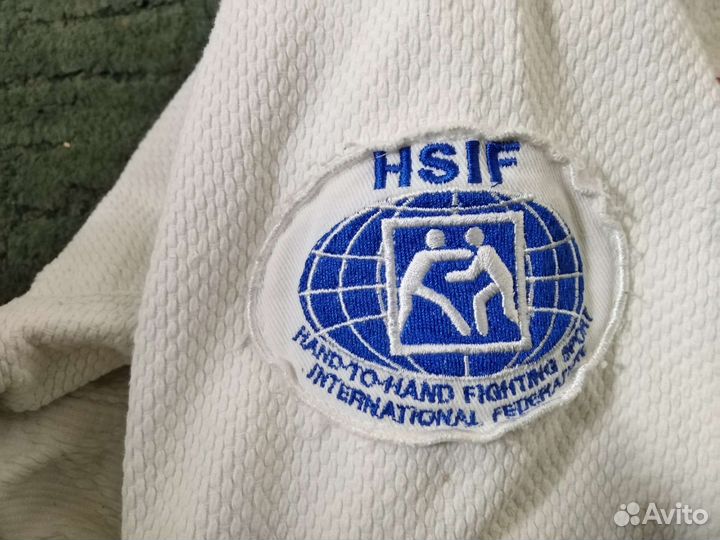 HSIF
HAND-TO-HAND FIGHTING SPORT
INTERNATIONAL FEDERATION
Avito